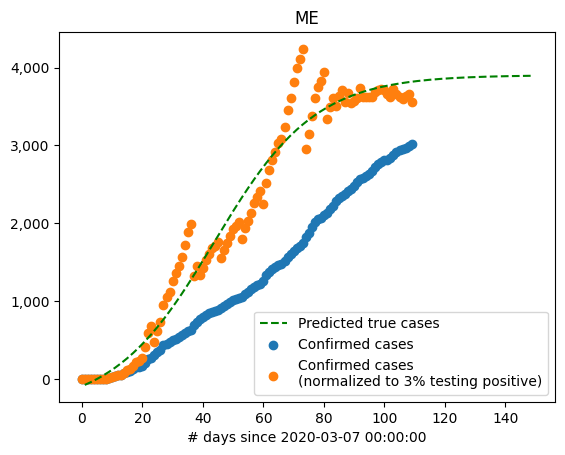 ME
4,000
3,000
2,000
1,000
0
Predicted true cases
Confirmed cases
Confirmed cases
(normalized to 3% testing positive)
0 20 40 60 80 100 120 140
# days since 2020-03-07 00:00:00